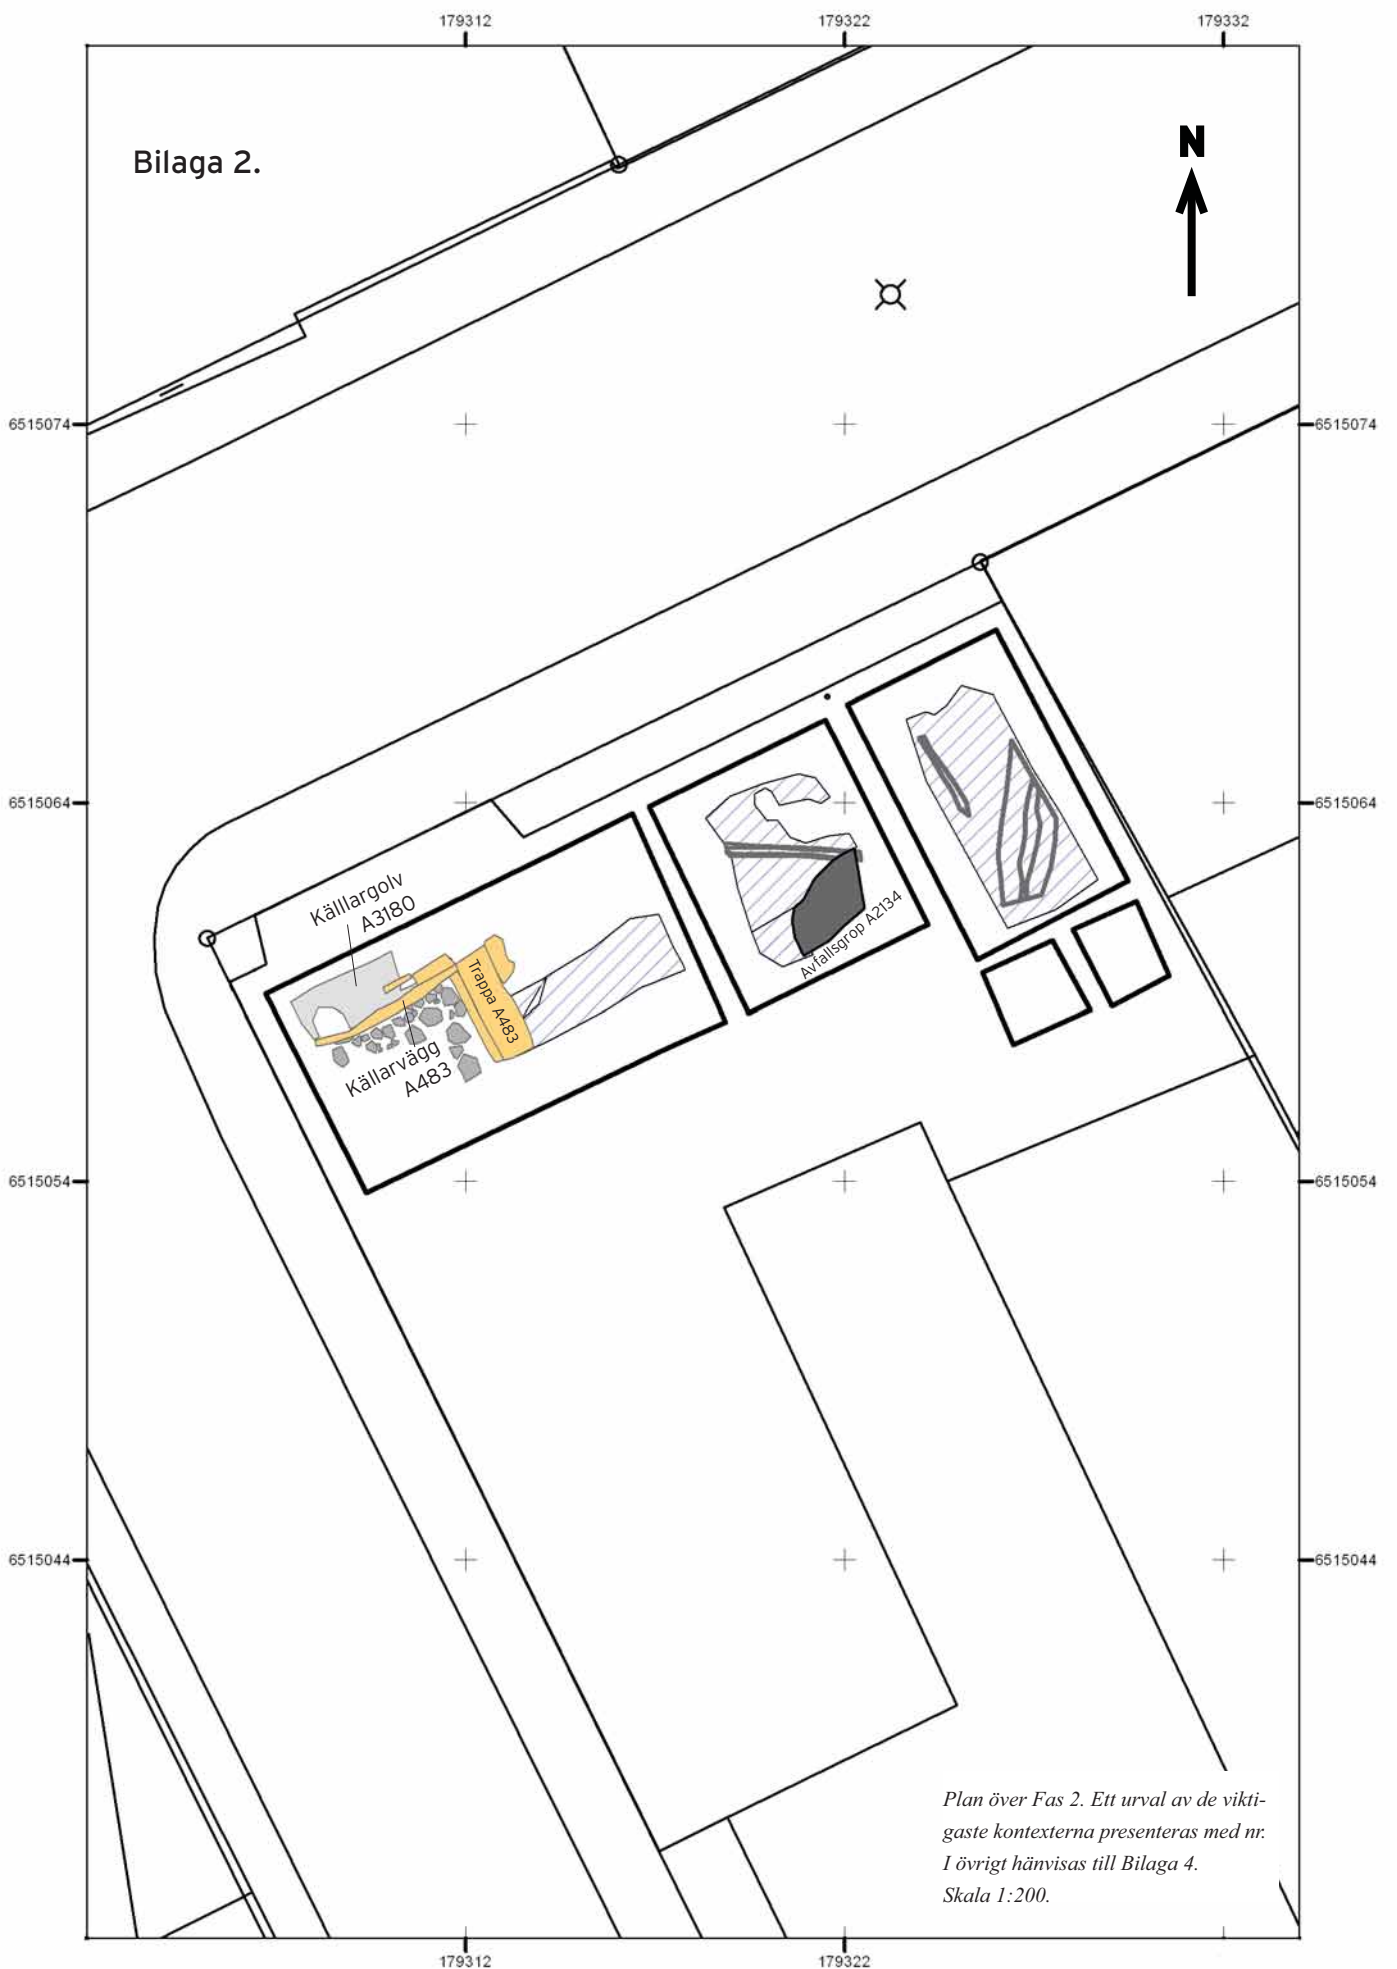 179312
179322
179332
Bilaga 2.
N
6515074
6515074
6515064
6515064
Källlargolv
A3180
Trappa A483
Avfallsgrop A2134
Källarvägg
A483
6515054
6515054
6515044
6515044
Plan över Fas 2. Ett urval av de vikti-
gaste kontexterna presenteras med nr.
I övrigt hänvisas till Bilaga 4.
Skala 1:200.
179312
179322